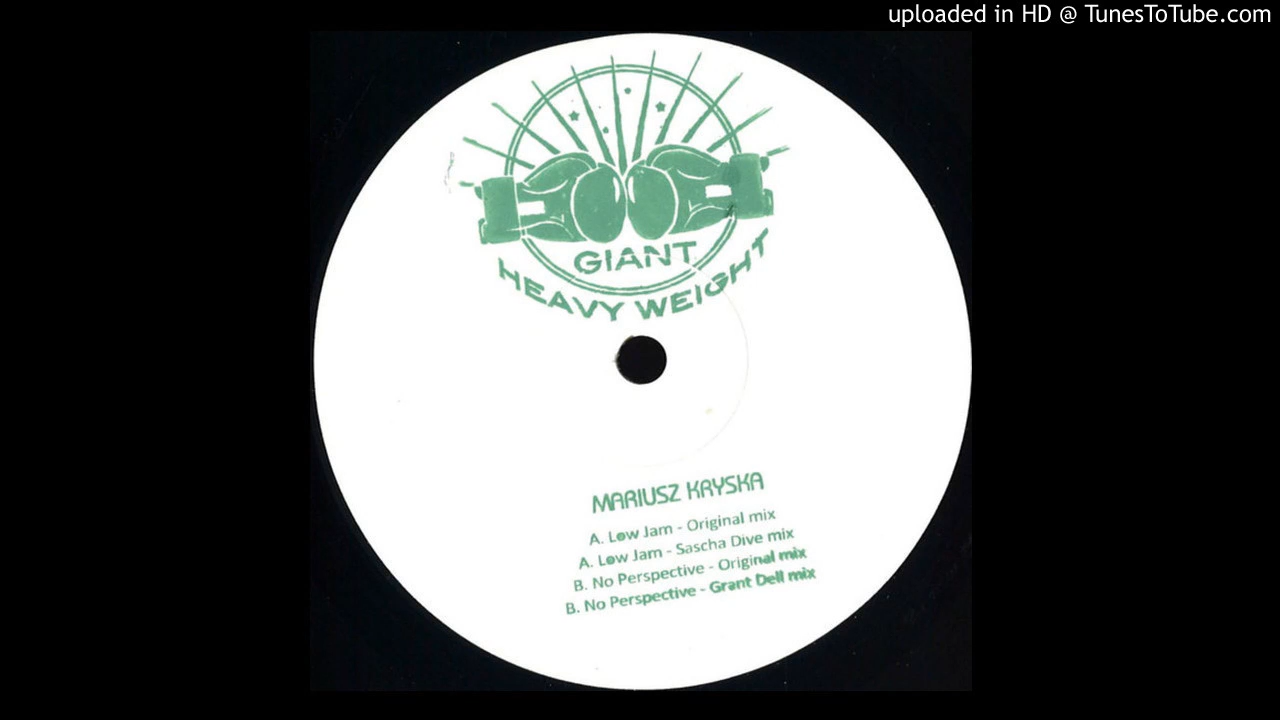 uploaded in HD @ TunesToTube.com
GIANT
HEAVY WEIGHT
MARIUSZ KRYSKA
A. Low Jam - Original mix
A. Low Jam - Sascha Dive mix
B. No Perspective - Original mix
B. No Perspective - Grant Dell mix